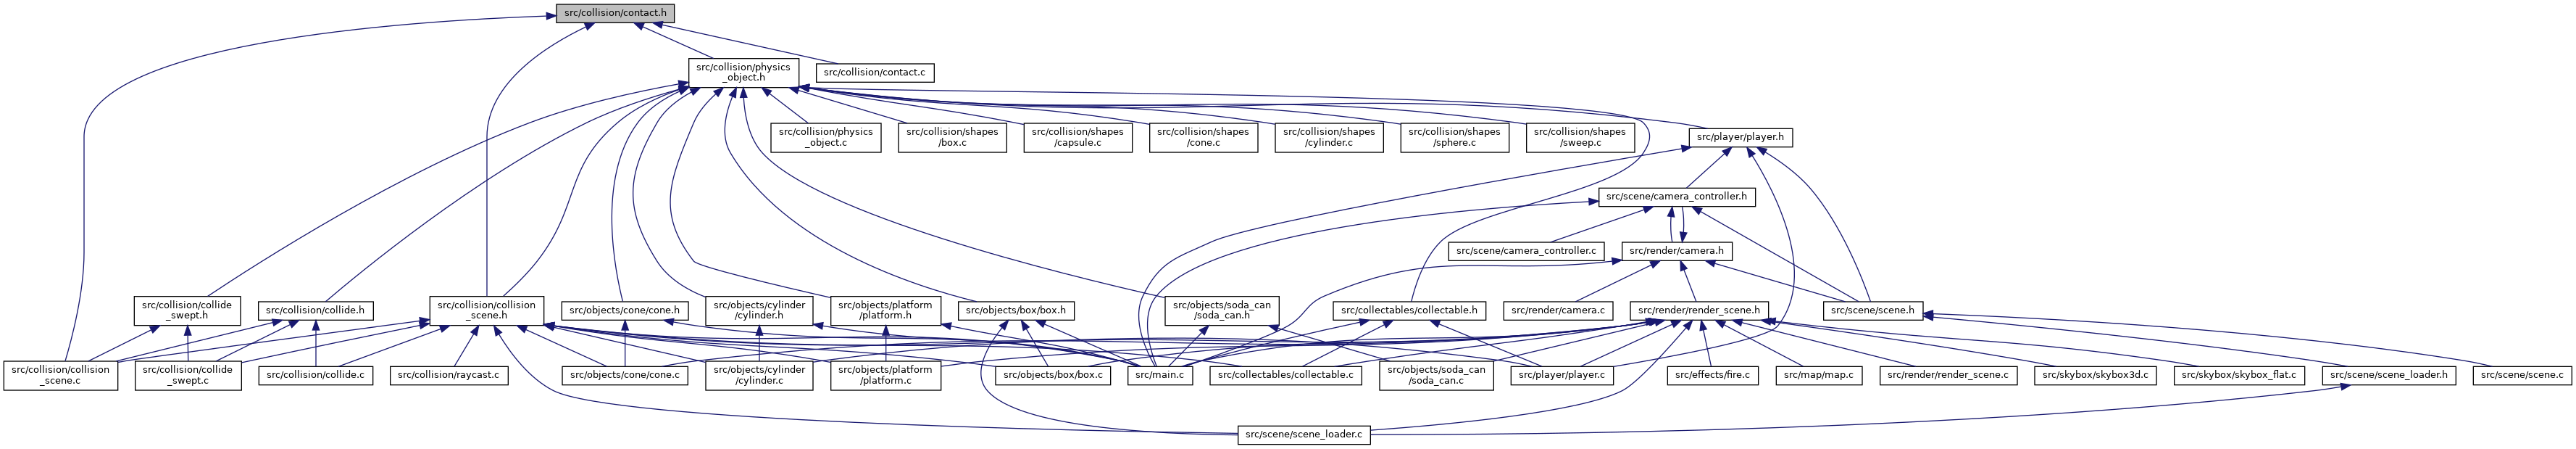 src/collision/contact.h
src/collision/physics
_object.h
src/collision/contact.c
src/collision/physics
_object.c
src/collision/shapes
/box.c
src/collision/shapes
/capsule.c
src/collision/shapes
/cone.c
src/collision/shapes
/cylinder.c
src/collision/shapes
/sphere.c
src/collision/shapes
/sweep.c
src/player/player.h
src/scene/camera_controller.h
src/scene/camera_controller.c
src/render/camera.h
src/collision/collide
_swept.h
src/collision/collide.h
src/collision/collision
_scene.h
src/objects/cone/cone.h
src/objects/cylinder
/cylinder.h
src/objects/platform
/platform.h
src/objects/box/box.h
src/objects/soda_can
/soda_can.h
src/collectables/collectable.h
src/render/camera.c
src/render/render_scene.h
src/scene/scene.h
src/collision/collision
_scene.c
src/collision/collide
_swept.c
src/collision/collide.c
src/collision/raycast.c
src/objects/cone/cone.c
src/objects/cylinder
/cylinder.c
src/objects/platform
/platform.c
src/objects/box/box.c
src/main.c
src/collectables/collectable.c
src/objects/soda_can
/soda_can.c
src/player/player.c
src/effects/fire.c
src/map/map.c
src/render/render_scene.c
src/skybox/skybox3d.c
src/skybox/skybox_flat.c
src/scene/scene_loader.h
src/scene/scene.c
src/scene/scene_loader.c